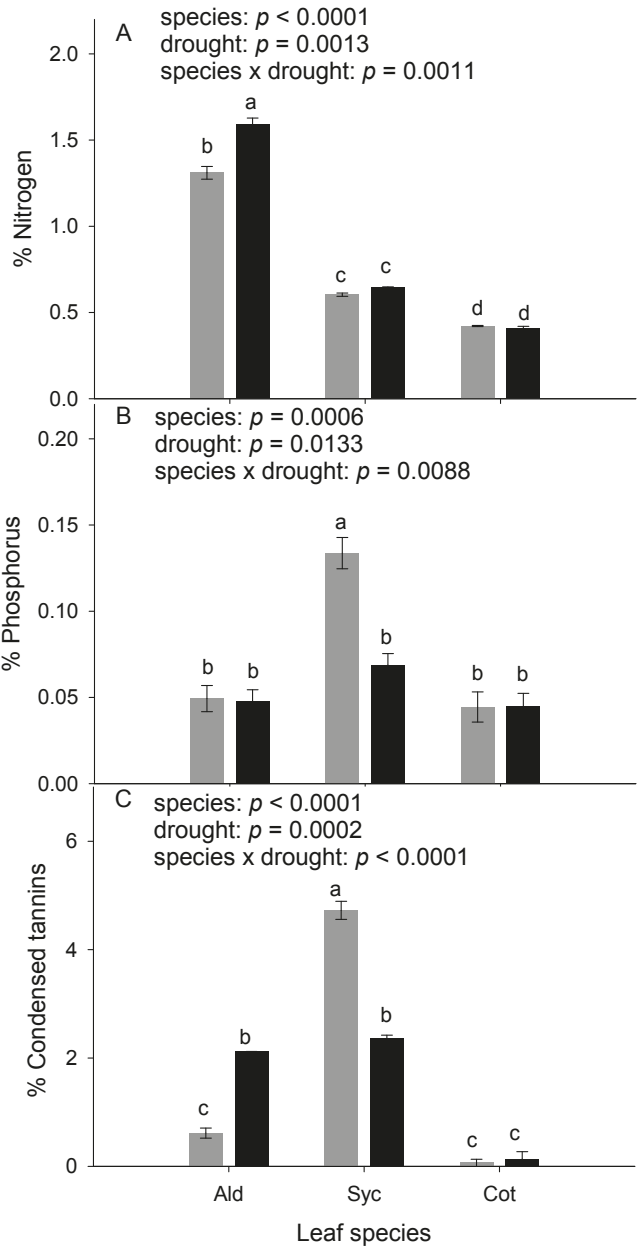 A
species: p < 0.0001
drought: p = 0.0013
species x drought: p = 0.0011
2.0
1.5
1.0
0.5
0.0
% Nitrogen
b
a
c
c
d
d
B
species: p = 0.0006
drought: p = 0.0133
species x drought: p = 0.0088
0.20
0.15
0.10
0.05
0.00
% Phosphorus
b
b
a
b
b
b
C
species: p < 0.0001
drought: p = 0.0002
species x drought: p < 0.0001
6
4
2
0
% Condensed tannins
c
b
a
b
c
c
Ald Syc Cot
Leaf species